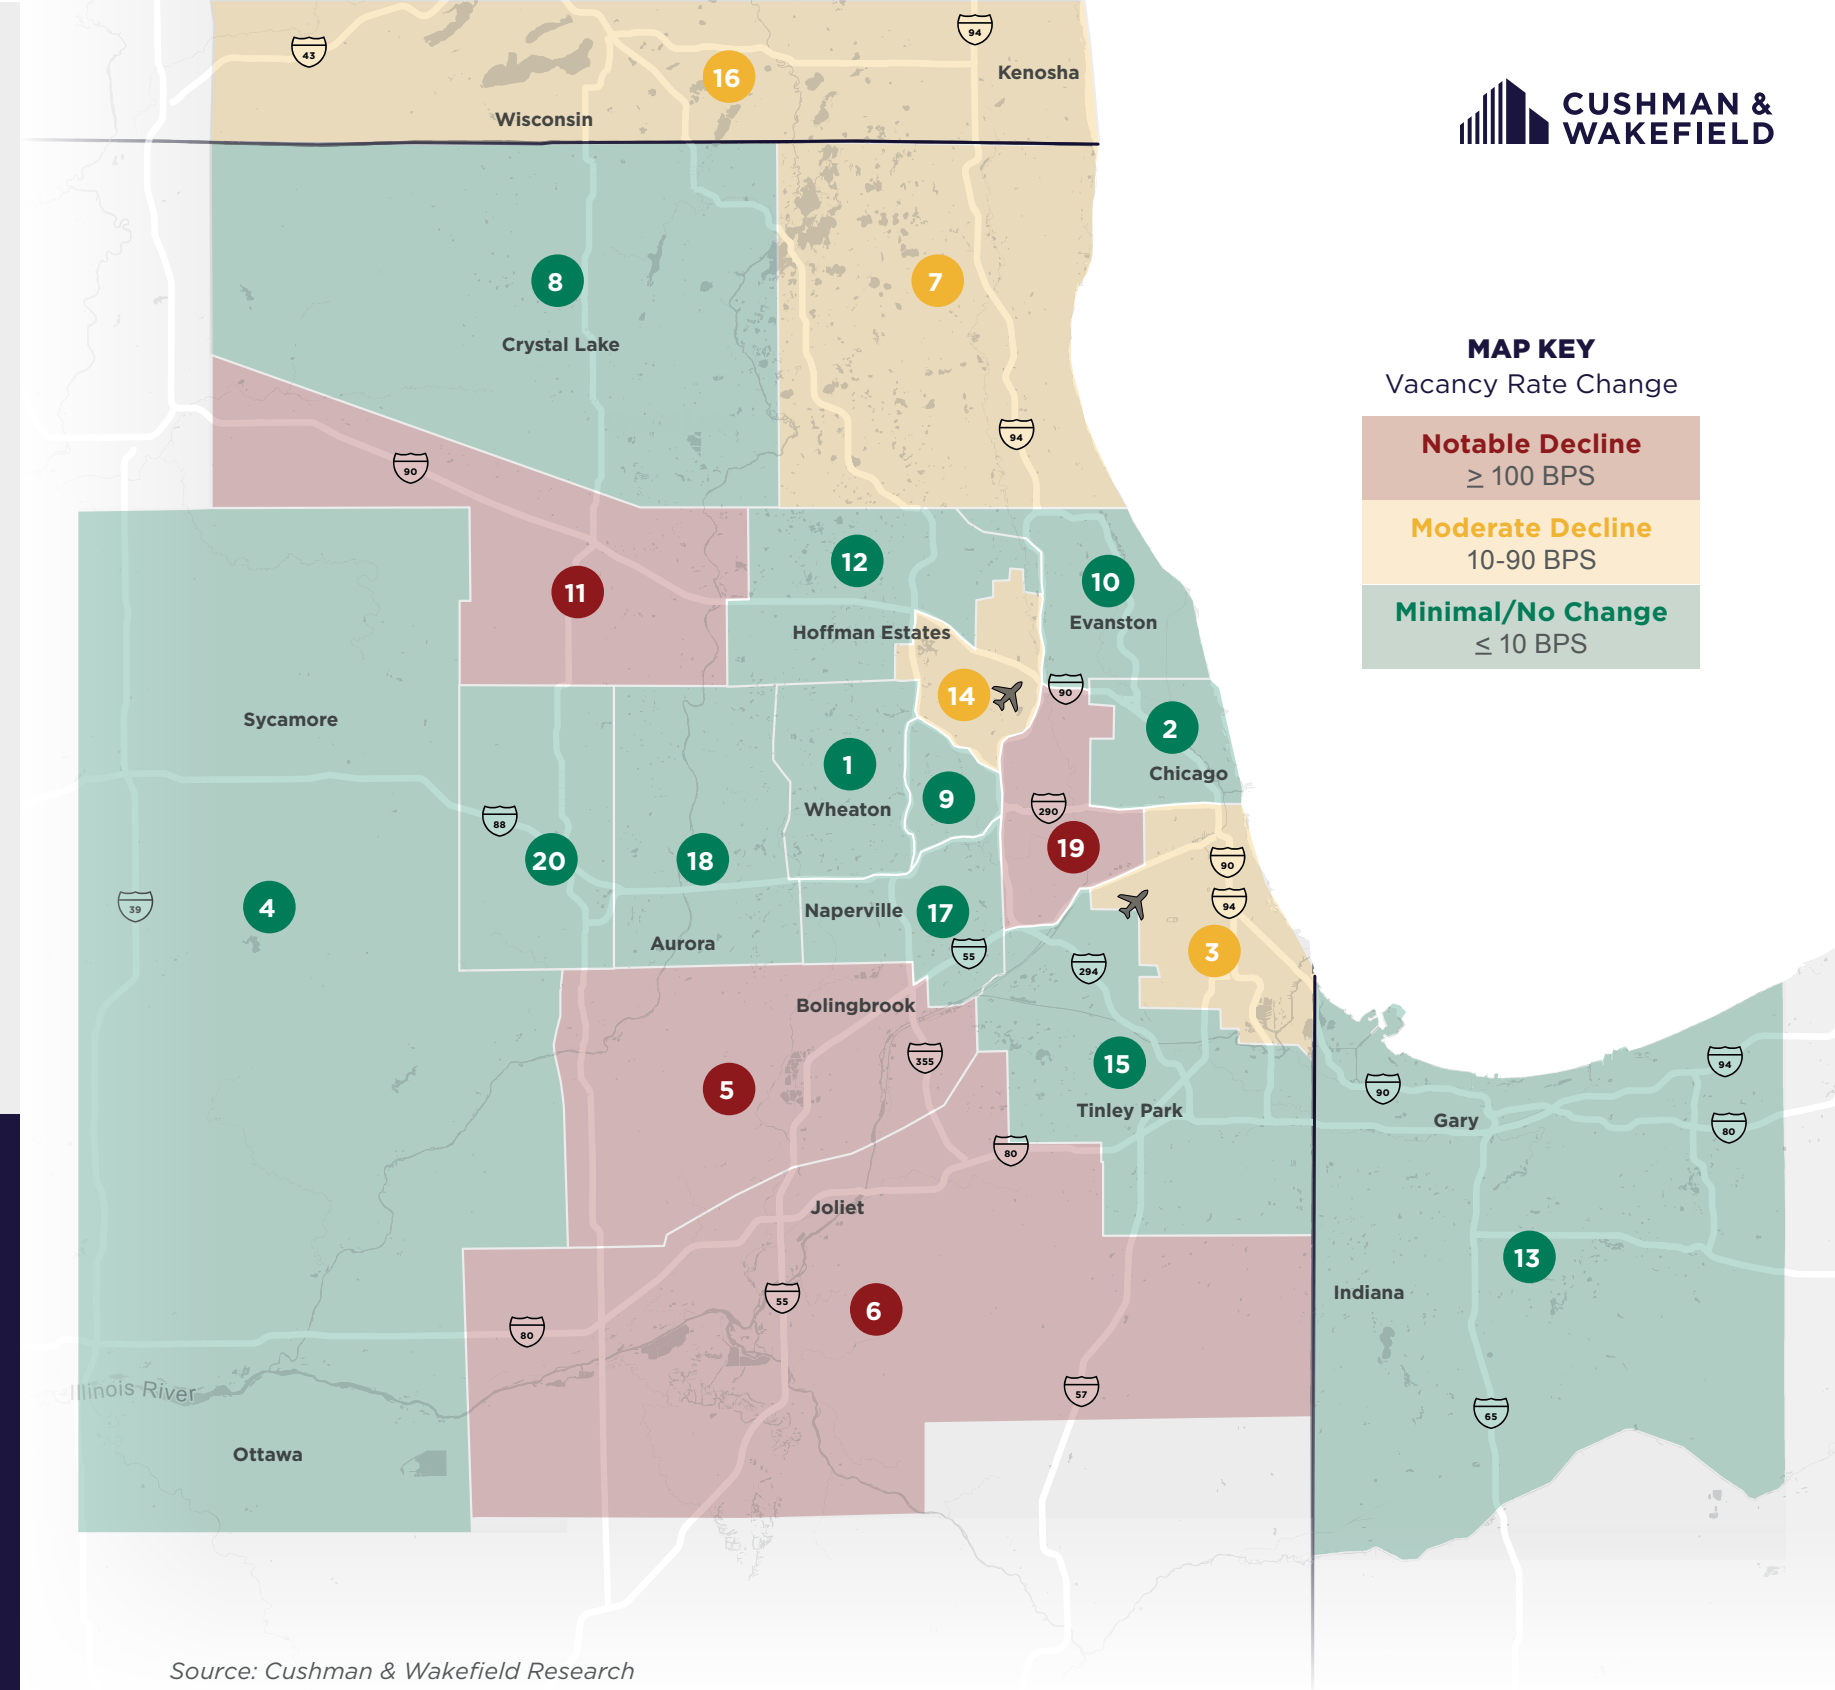 43
94
Kenosha
16
Wisconsin
CUSHMAN &
WAKEFIELD
8
7
Crystal Lake
MAP KEY
Vacancy Rate Change
Notable Decline
≥ 100 BPS
Moderate Decline
10-90 BPS
Minimal/No Change
≤ 10 BPS
94
90
12
10
11
Evanston
Hoffman Estates
14
90
Sycamore
2
1
Chicago
Wheaton
9
290
88
19
20
18
90
94
39
4
Naperville
17
Aurora
55
3
294
Bolingbrook
355
15
5
Tinley Park
94
90
Gary
80
80
Joliet
13
Indiana
55
6
80
Illinois River
57
65
Ottawa
Source: Cushman & Wakefield Research